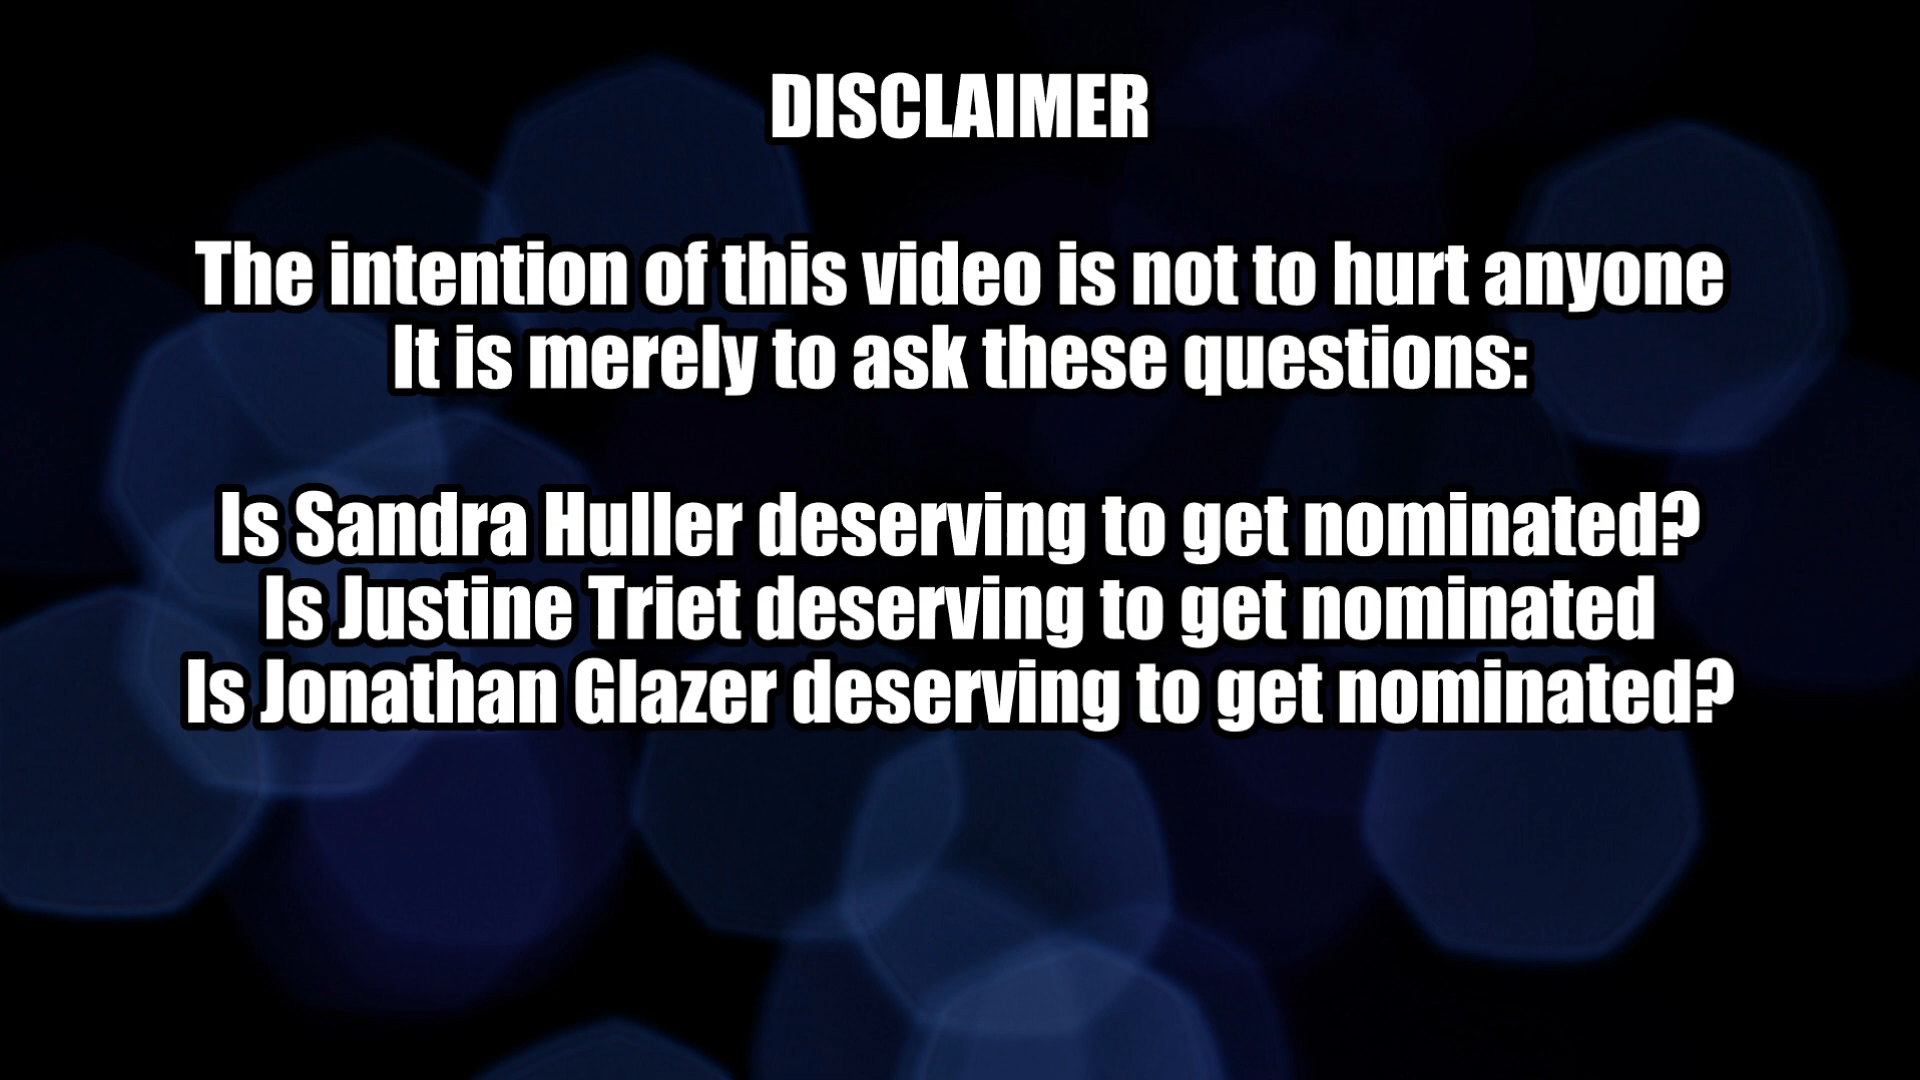 DISCLAIMER
The intention of this video is not to hurt anyone
It is merely to ask these questions:
Is Sandra Huller deserving to get nominated?
Is Justine Triet deserving to get nominated
Is Jonathan Glazer deserving to get nominated?